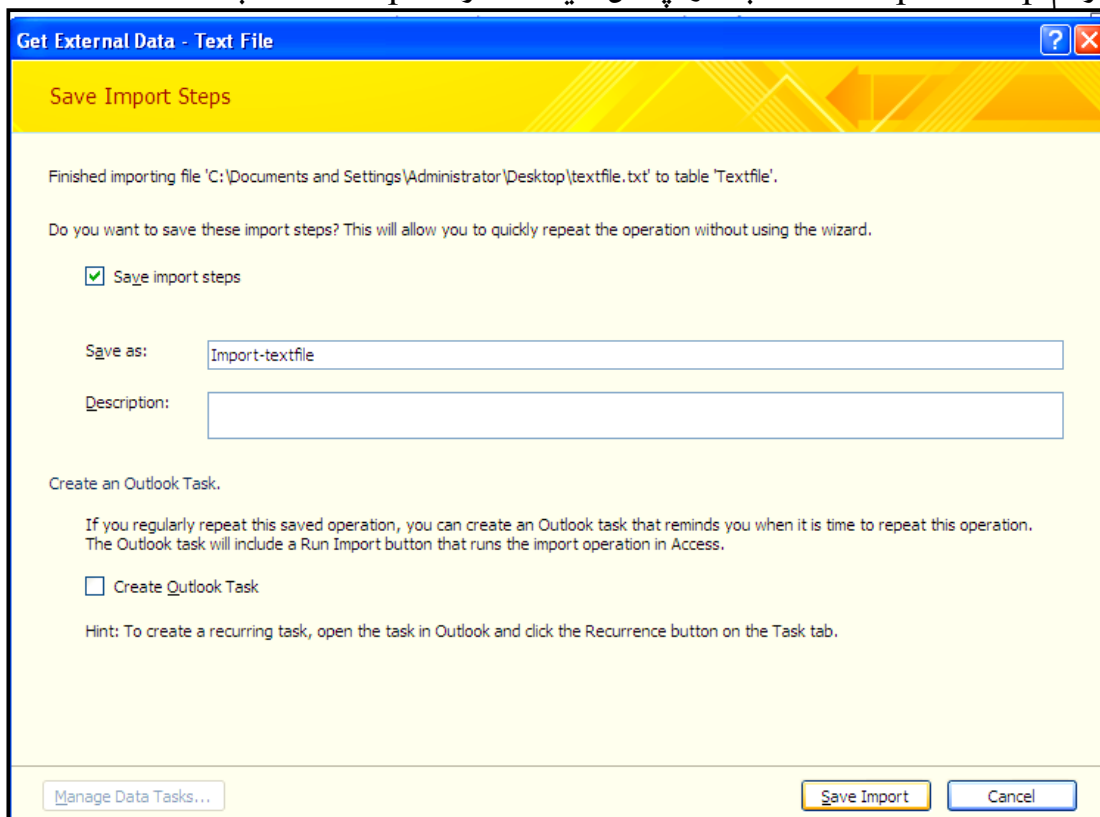 Get External Data - Text File
Save Import Steps
Finished importing file 'C:\Documents and Settings\Administrator\Desktop\textfile.txt' to table 'Textfile'.
Do you want to save these import steps? This will allow you to quickly repeat the operation without using the wizard.
Save import steps
Save as: Import-textfile
Description:
Create an Outlook Task.
If you regularly repeat this saved operation, you can create an Outlook task that reminds you when it is time to repeat this operation.
The Outlook task will include a Run Import button that runs the import operation in Access.
Create Outlook Task
Hint: To create a recurring task, open the task in Outlook and click the Recurrence button on the Task tab.
Manage Data Tasks... Save Import Cancel